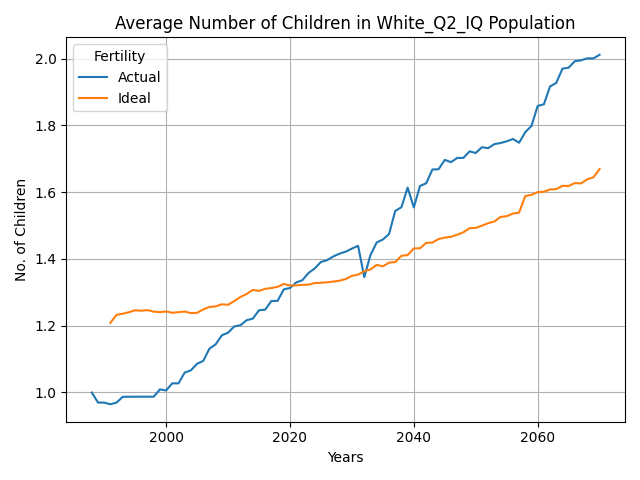 Average Number of Children in White_Q2_IQ Population
Fertility
Actual
Ideal
No. of Children
2.0
1.8
1.6
1.4
1.2
1.0
2000 2020 2040 2060
Years